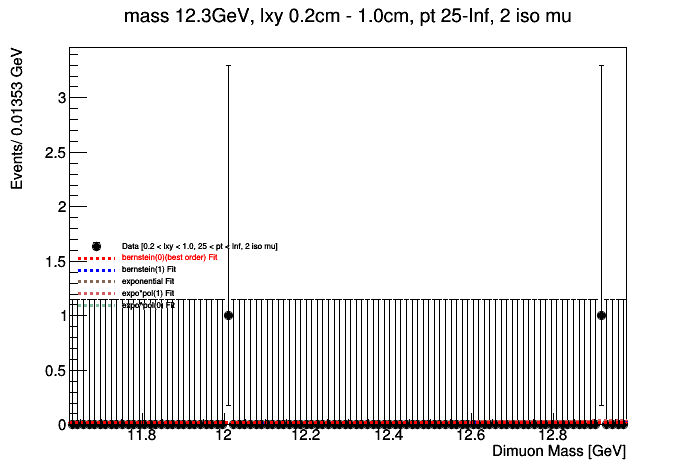 mass 12.3GeV, lxy 0.2cm - 1.0cm, pt 25-Inf, 2 iso mu
Events/ 0.01353 GeV
3
2.5
2
1.5
1
0.5
0
Data [0.2 < lxy < 1.0, 25 < pt < Inf, 2 iso mu]
bernstein(0)(best order) Fit
bernstein(1) Fit
exponential Fit
expo*pol(1) Fit
expo*pol(0) Fit
11.8 12 12.2 12.4 12.6 12.8
Dimuon Mass [GeV]